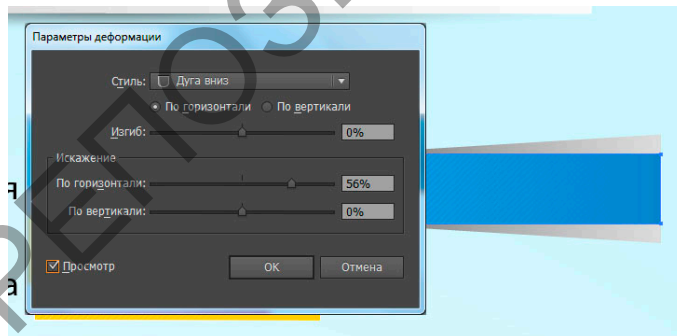 Параметры деформации
Стиль: Дуга вниз
По горизонтали По вертикали
Изгиб: 0%
Искажение
По горизонтали: 56%
По вертикали: 0%
Просмотр OK Отмена
я
а
РЕПОЗ